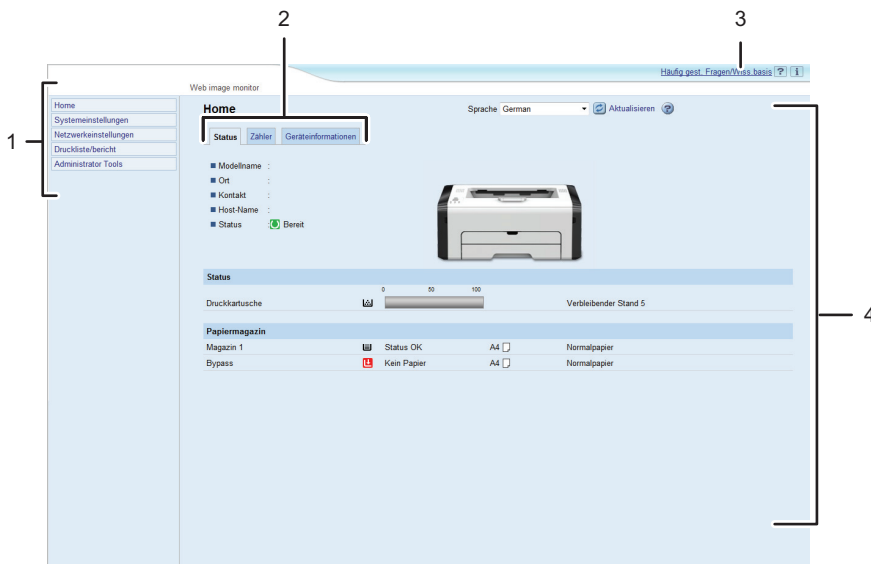 2
3
Häufig gest. Fragen/Wiss.basis ? i
Web image monitor
1
Home
Systemeinstellungen
Netzwerkeinstellungen
Druckliste/bericht
Administrator Tools
Home
Sprache German Aktualisieren ?
Status Zähler Geräteinformationen
Modellname :
Ort :
Kontakt :
Host-Name :
Status : Bereit
4
Status
0 50 100
Druckkartusche Verbleibender Stand 5
Papiermagazin
Magazin 1 Status OK A4 Normalpapier
Bypass Kein Papier A4 Normalpapier